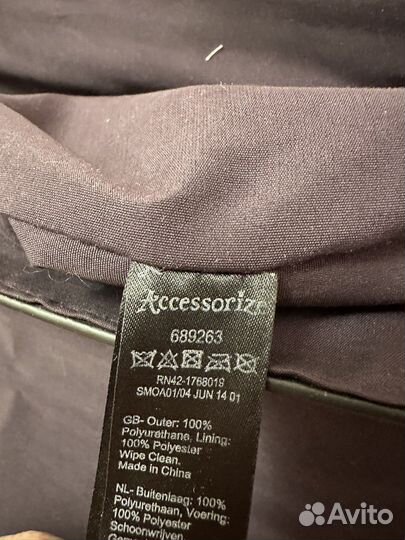 Accessorize
689263
RN42-1768019
SMOA01/04 JUN 14 01
GB- Outer: 100%
Polyurethane, Lining:
100% Polyester
Wipe Clean.
Made in China
NL- Buitenlaag: 100%
Polyurethaan, Voering:
100% Polyester
Schoonwrijven
Avito